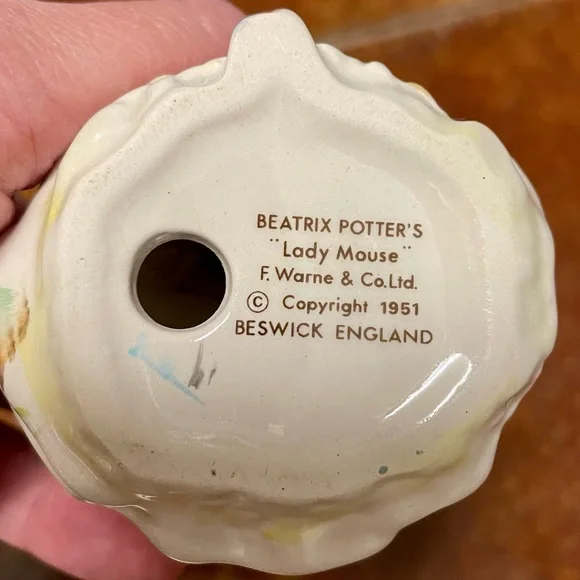 BEATRIX POTTER'S
"Lady Mouse"
F. Warne & Co.Ltd.
© Copyright 1951
BESWICK ENGLAND